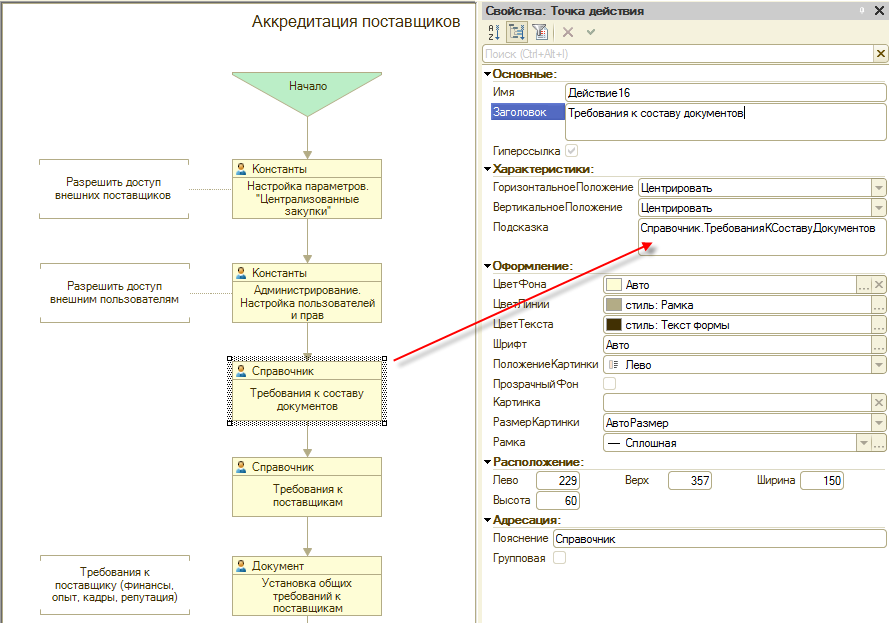 Аккредитация поставщиков
Начало
Разрешить доступ
внешних поставщиков
Константы
Настройка параметров.
"Централизованные
закупки"
Разрешить доступ
внешним пользователям
Константы
Администрирование.
Настройка пользователей
и прав
Справочник
Требования к составу
документов
Справочник
Требования к
поставщикам
Требования к
поставщику (финансы,
опыт, кадры, репутация)
Документ
Установка общих
требований к
поставщикам
Свойства: Точка действия
Поиск (Ctrl+Alt+I)
Основные:
Имя Действие16
Заголовок Требования к составу документов
Гиперссылка
Характеристики:
ГоризонтальноеПоложение Центрировать
ВертикальноеПоложение Центрировать
Подсказка Справочник.ТребованияКСоставуДокументов
Оформление:
ЦветФона Авто
ЦветЛинии стиль: Рамка
ЦветТекста стиль: Текст формы
Шрифт Авто
ПоложениеКартинки Лево
ПрозрачныйФон
Картинка
РазмерКартинки АвтоРазмер
Рамка Сплошная
Расположение:
Лево 229 Верх 357 Ширина 150
Высота 60
Адресация:
Пояснение Справочник
Групповая